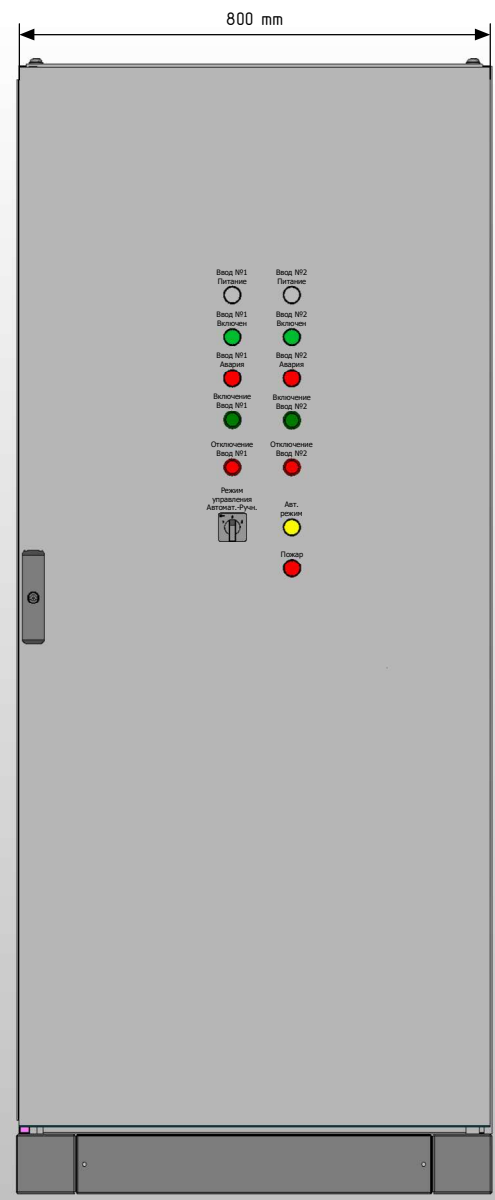 800 mm
Ввод №1 Ввод №2
Питание Питание
Ввод №1 Ввод №2
Включен Включен
Ввод №1 Ввод №2
Авария Авария
Включение Включение
Ввод №1 Ввод №2
Отключение Отключение
Ввод №1 Ввод №2
Режим
управления
Автомат.-Ручн.
Авт.
режим
Пожар